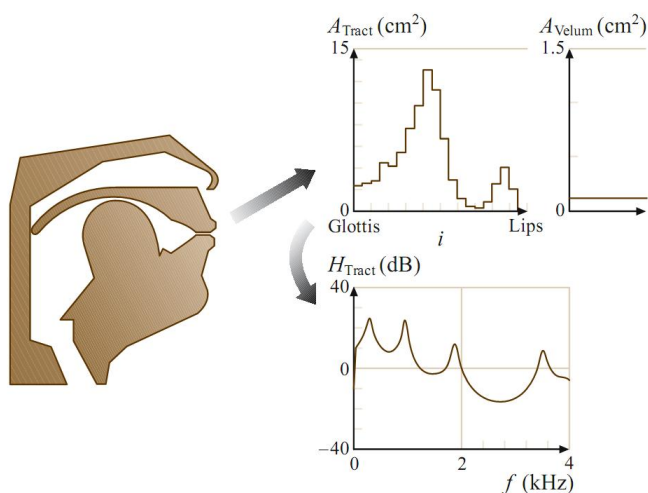 A_Tract (cm²)
A_Velum (cm²)
15
1.5
0
0
Glottis
Lips
i
H_Tract (dB)
40
0
−40
0
2
4
f (kHz)